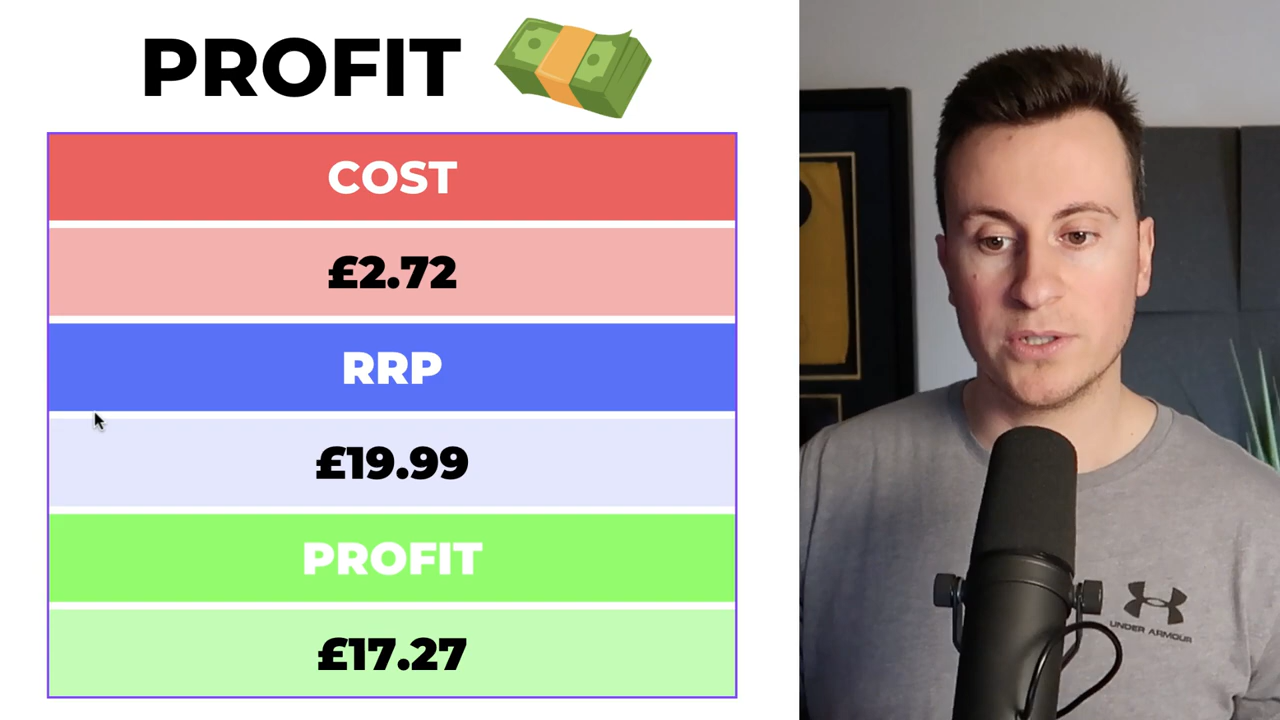 PROFIT
COST
£2.72
RRP
£19.99
PROFIT
£17.27
UNDER ARMOUR